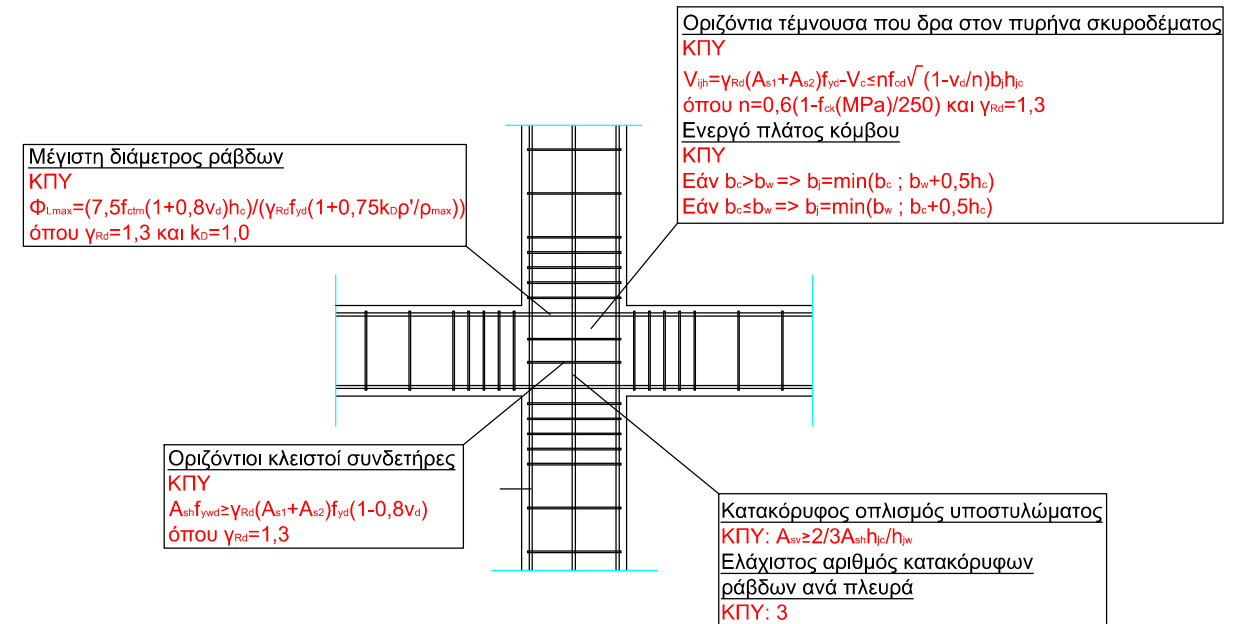 Οριζόντια τέμνουσα που δρα στον πυρήνα σκυροδέματος
ΚΠΥ
Vijh=γRd(As1+As2)fyd-Vc≤nfcd√(1-vd/n)bjhjc
όπου n=0,6(1-fck(MPa)/250) και γRd=1,3
Ενεργό πλάτος κόμβου
ΚΠΥ
Εάν bc>bw => bj=min(bc ; bw+0,5hc)
Εάν bc≤bw => bj=min(bw ; bc+0,5hc)
Μέγιστη διάμετρος ράβδων
ΚΠΥ
ΦLmax=(7,5fctm(1+0,8vd)hc)/(γRdfyd(1+0,75kDρ'/ρmax))
όπου γRd=1,3 και kD=1,0
Οριζόντιοι κλειστοί συνδετήρες
ΚΠΥ
Ashfywd≥γRd(As1+As2)fyd(1-0,8vd)
όπου γRd=1,3
Κατακόρυφος οπλισμός υποστυλώματος
ΚΠΥ: Asv≥2/3Ashhjc/hjw
Ελάχιστος αριθμός κατακόρυφων
ράβδων ανά πλευρά
ΚΠΥ: 3